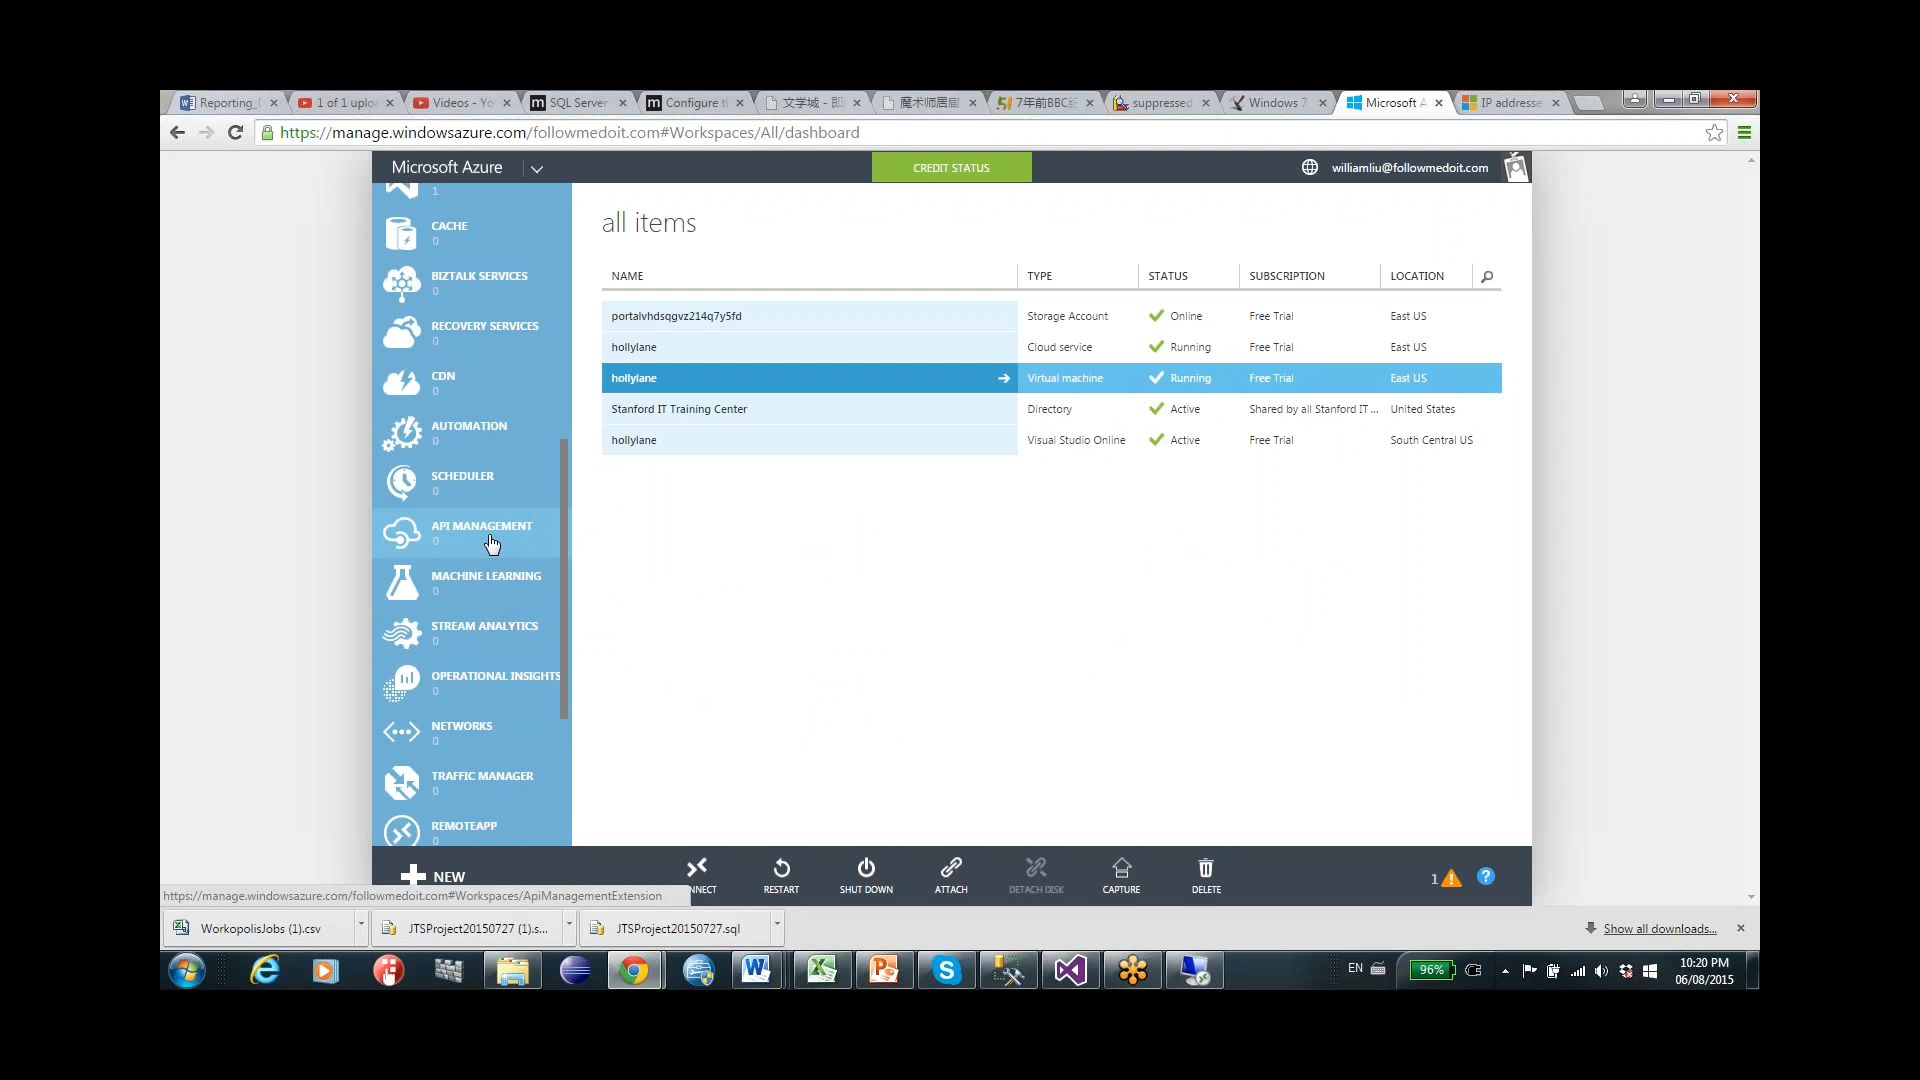 Reporting_
1 of 1 uploa
Videos - Yo
SQL Server
Configure t
文学城 - 即
魔术师居庙
7年前BBC纪
suppressed
Windows 7
Microsoft A
IP addresse
https://manage.windowsazure.com/followmedoit.com#Workspaces/All/dashboard
Microsoft Azure
CREDIT STATUS
williamliu@followmedoit.com
1
CACHE
0
BIZTALK SERVICES
0
RECOVERY SERVICES
0
CDN
0
AUTOMATION
0
SCHEDULER
0
API MANAGEMENT
0
MACHINE LEARNING
0
STREAM ANALYTICS
0
OPERATIONAL INSIGHTS
0
NETWORKS
0
TRAFFIC MANAGER
0
REMOTEAPP
0
all items
NAME TYPE STATUS SUBSCRIPTION LOCATION
portalvhdsqgvz214q7y5fd Storage Account Online Free Trial East US
hollylane Cloud service Running Free Trial East US
hollylane Virtual machine Running Free Trial East US
Stanford IT Training Center Directory Active Shared by all Stanford IT ... United States
hollylane Visual Studio Online Active Free Trial South Central US
NEW
NNECT
RESTART
SHUT DOWN
ATTACH
DETACH DISK
CAPTURE
DELETE
1
?
https://manage.windowsazure.com/followmedoit.com#Workspaces/ApiManagementExtension
WorkopolisJobs (1).csv
JTSProject20150727 (1).s...
JTSProject20150727.sql
Show all downloads...
EN
96%
10:20 PM
06/08/2015